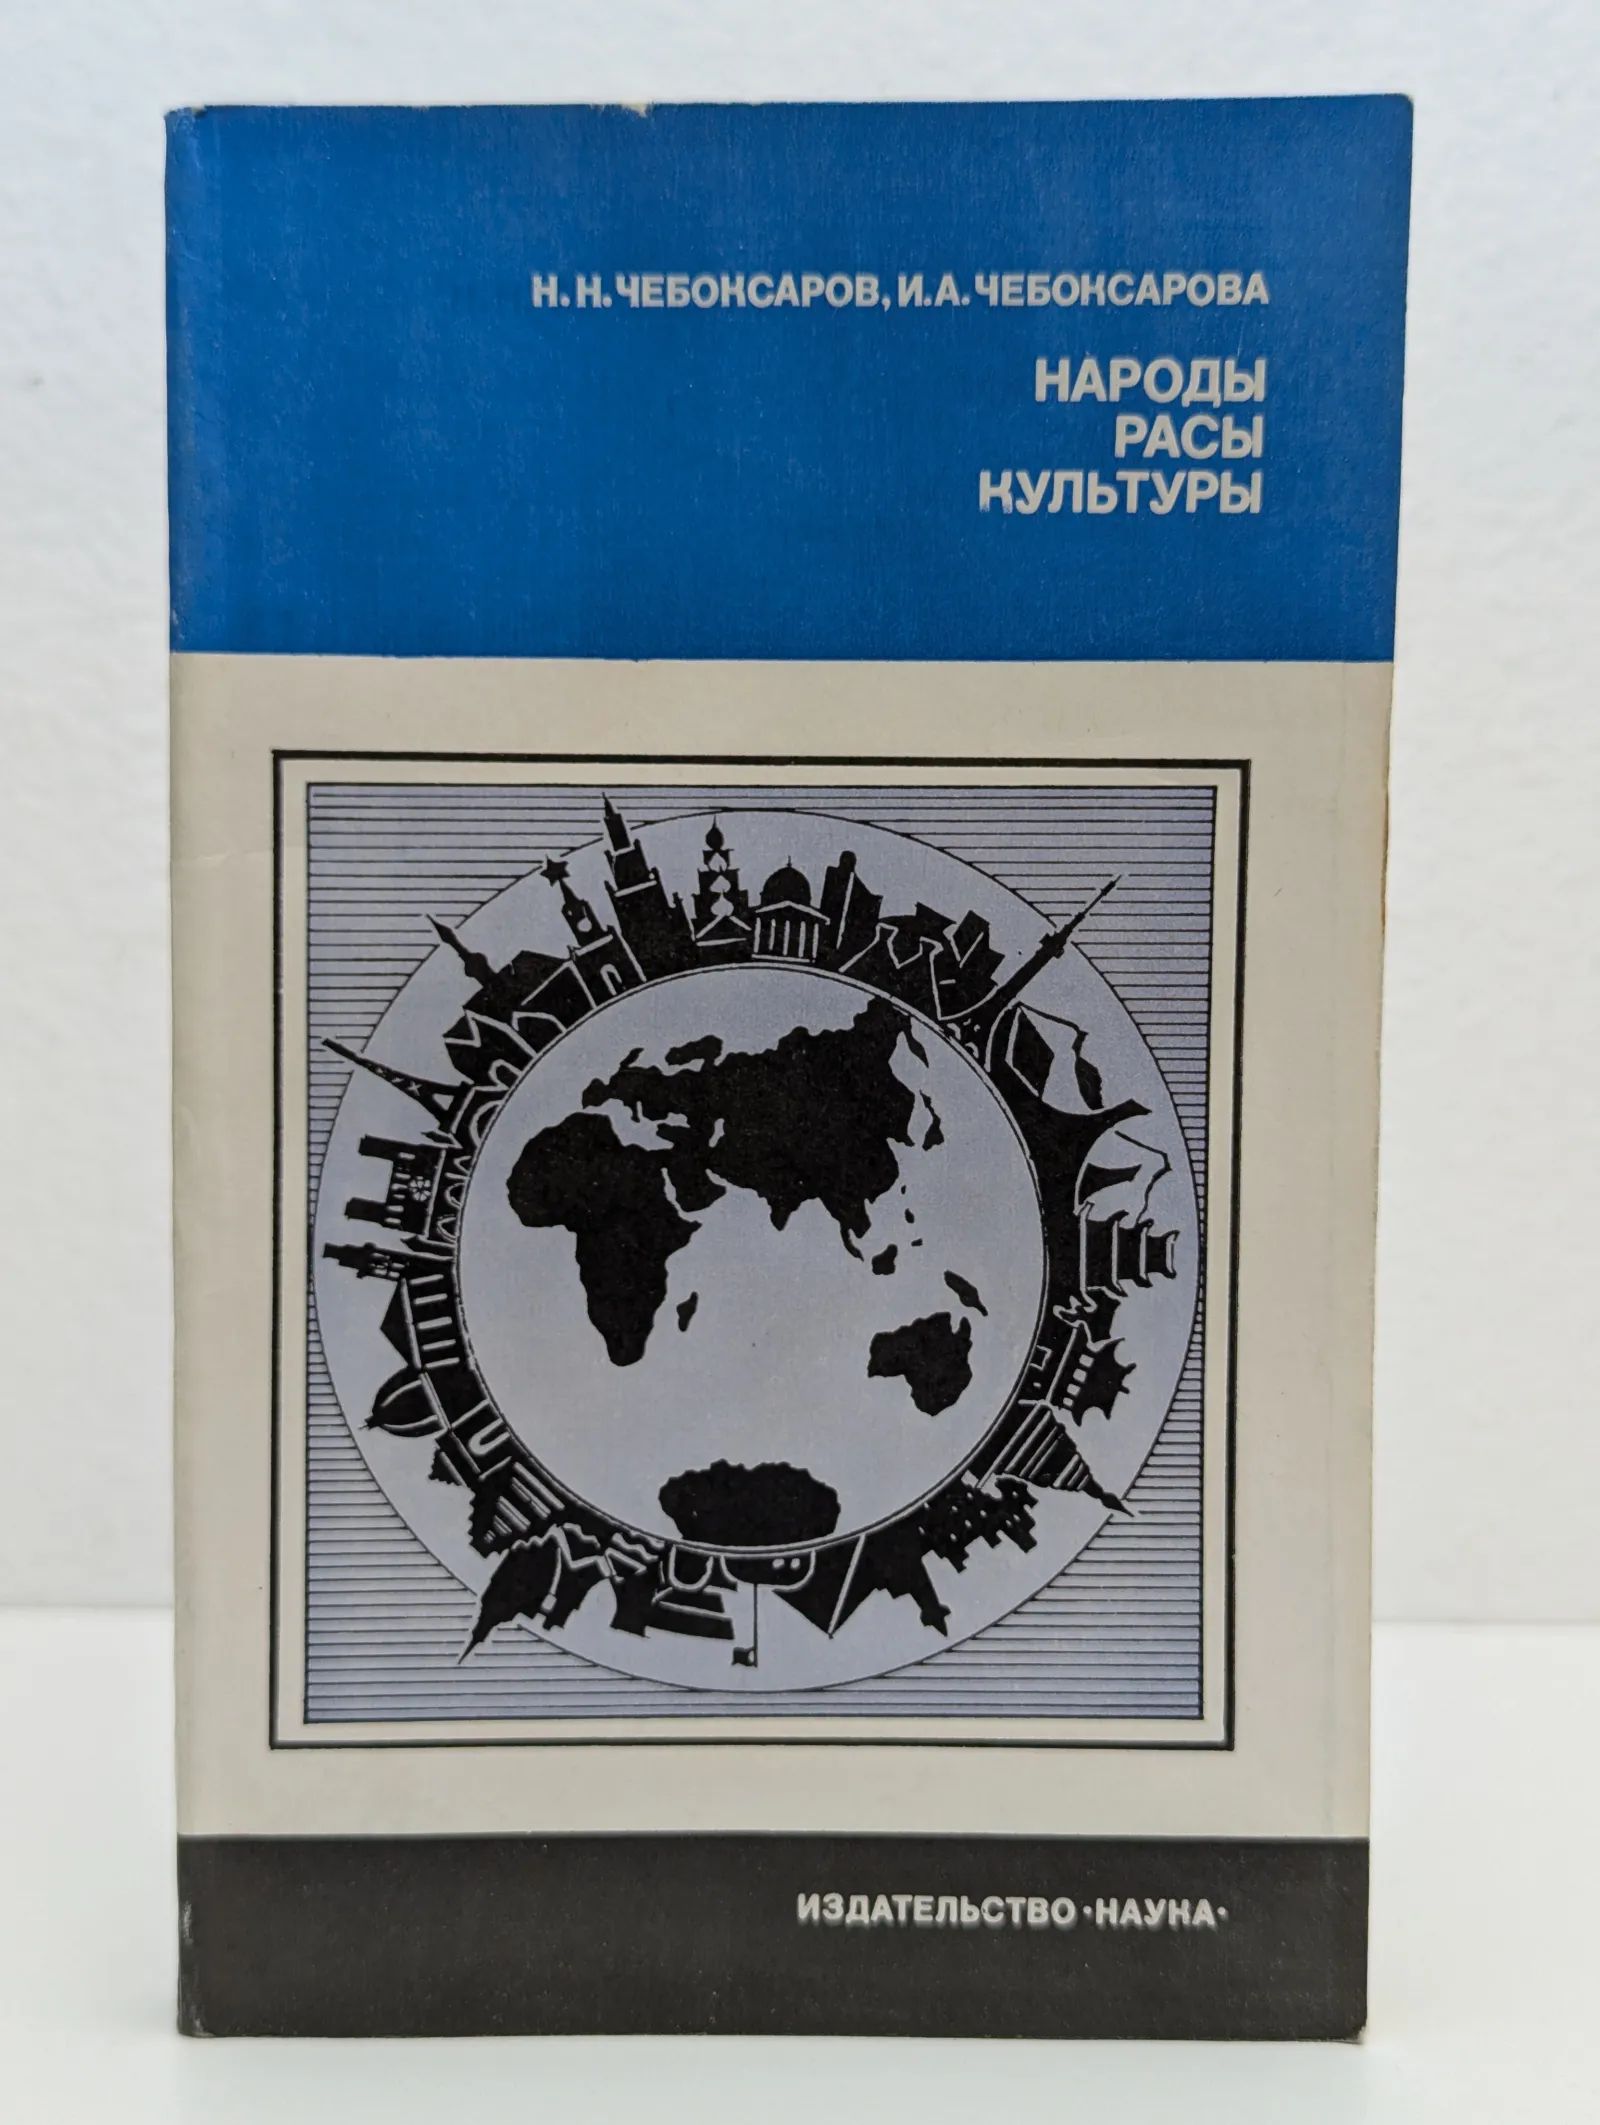 Н. Н. ЧЕБОКСАРОВ, И. А. ЧЕБОКСАРОВА
НАРОДЫ
РАСЫ
КУЛЬТУРЫ
ИЗДАТЕЛЬСТВО ·НАУКА·